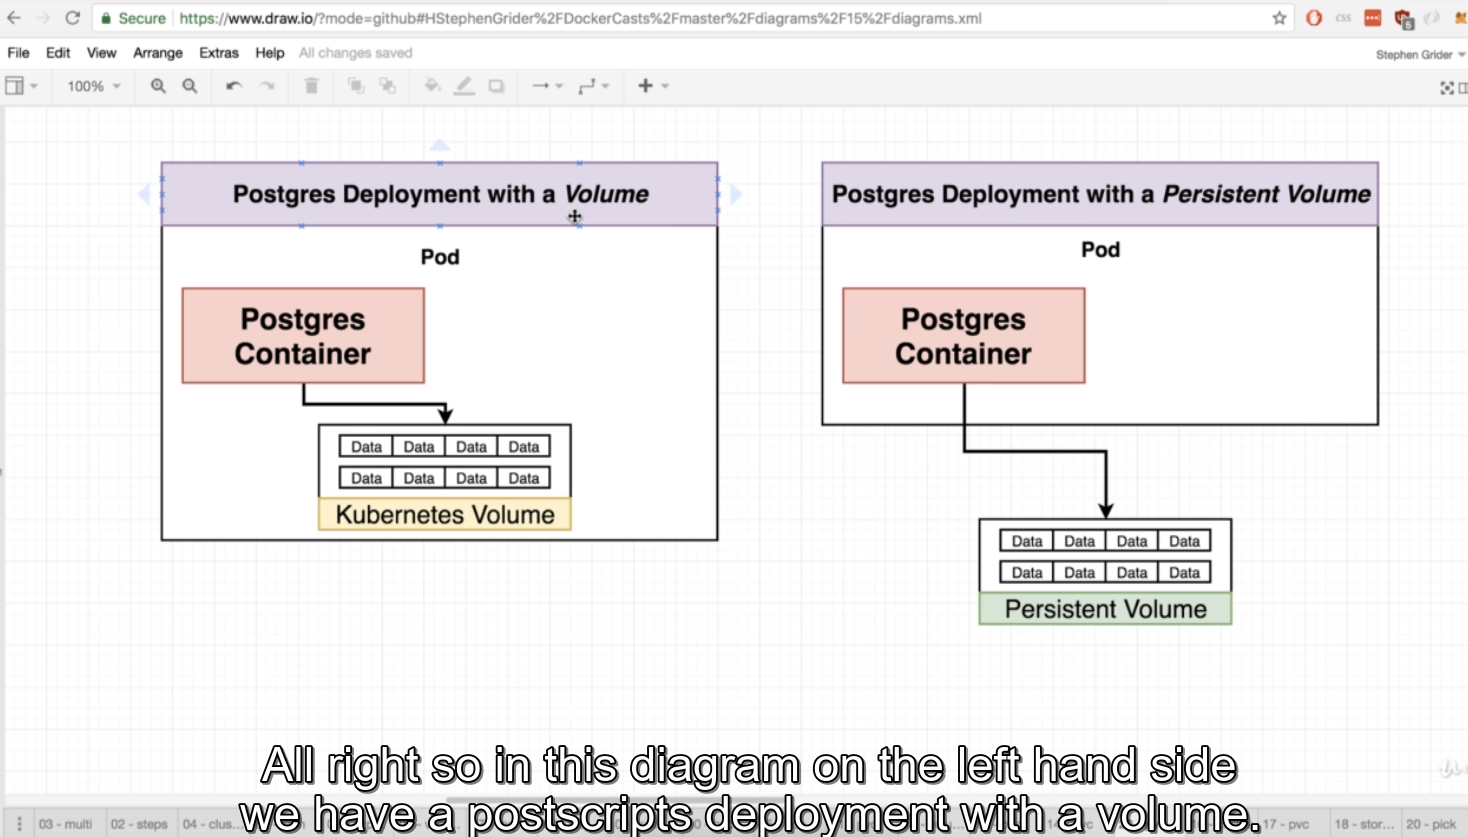 Secure https://www.draw.io/?mode=github#HStephenGrider%2FDockerCasts%2Fmaster%2Fdiagrams%2F15%2Fdiagrams.xml
CSS
5
File Edit View Arrange Extras Help All changes saved
Stephen Grider
100%
Postgres Deployment with a Volume
Pod
Postgres
Container
Data Data Data Data
Data Data Data Data
Kubernetes Volume
Postgres Deployment with a Persistent Volume
Pod
Postgres
Container
Data Data Data Data
Data Data Data Data
Persistent Volume
All right so in this diagram on the left hand side
we have a postscripts deployment with a volume.
03 - multi 02 - steps 04 - clus... 17 - pvc 18 - stor... 20 - pick